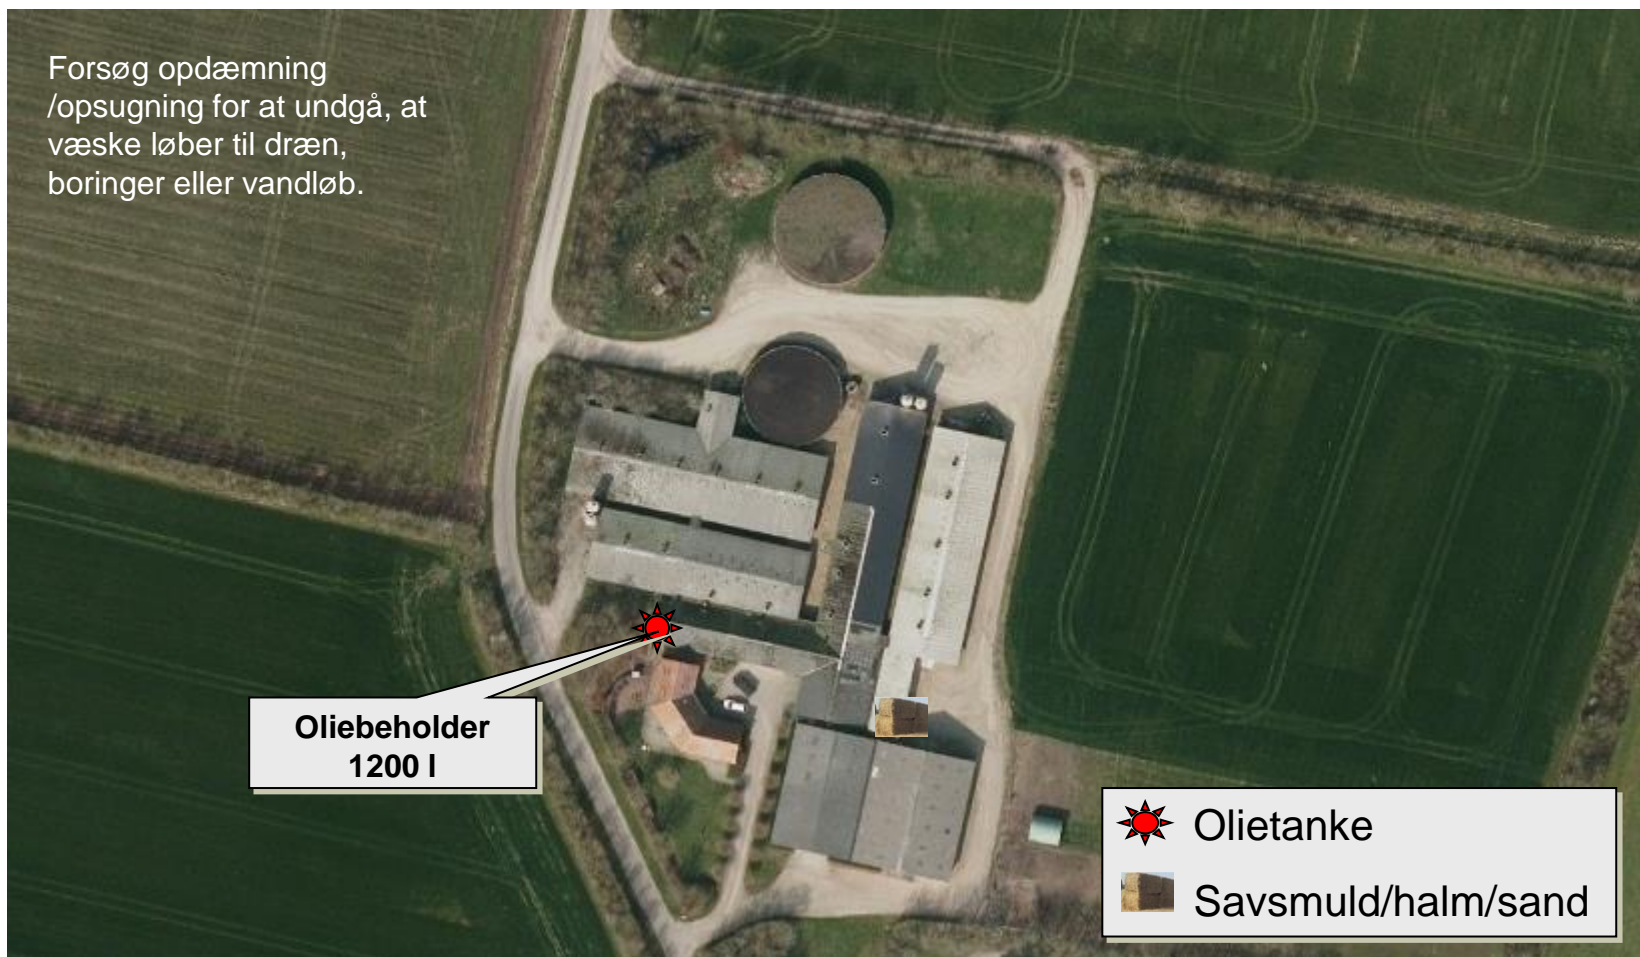 Forsøg opdæmning
/opsugning for at undgå, at
væske løber til dræn,
boringer eller vandløb.
Oliebeholder
1200 l
Olietanke
Savsmuld/halm/sand